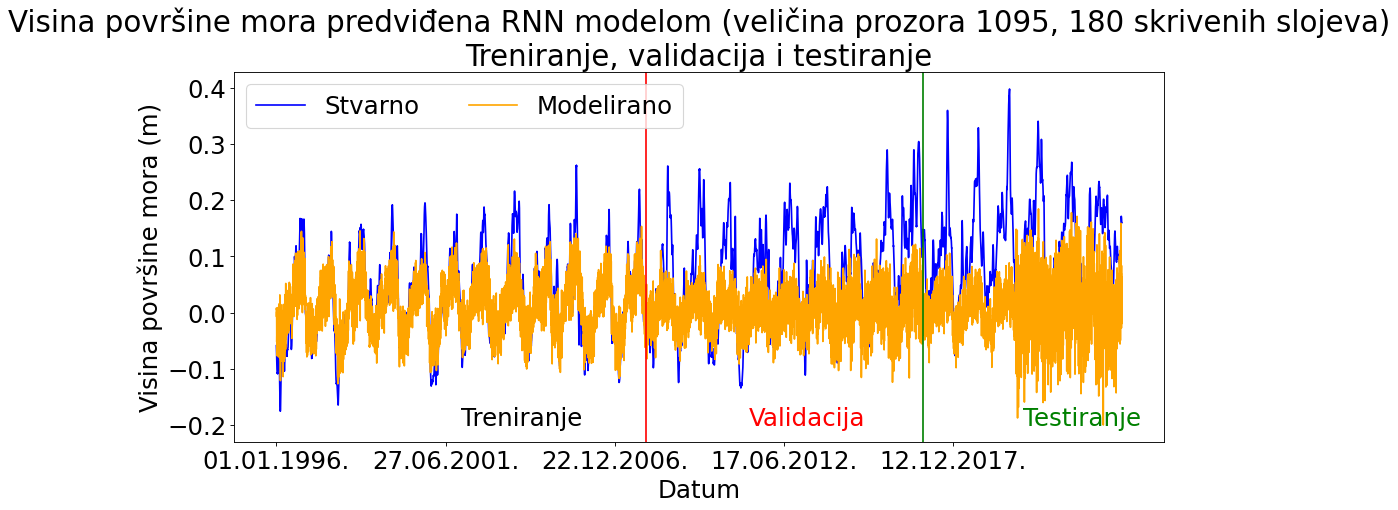 Visina površine mora predviđena RNN modelom (veličina prozora 1095, 180 skrivenih slojeva)
Treniranje, validacija i testiranje
Stvarno
Modelirano
Visina površine mora (m)
0.4
0.3
0.2
0.1
0.0
−0.1
−0.2
Treniranje
Validacija
Testiranje
01.01.1996.
27.06.2001.
22.12.2006.
17.06.2012.
12.12.2017.
Datum